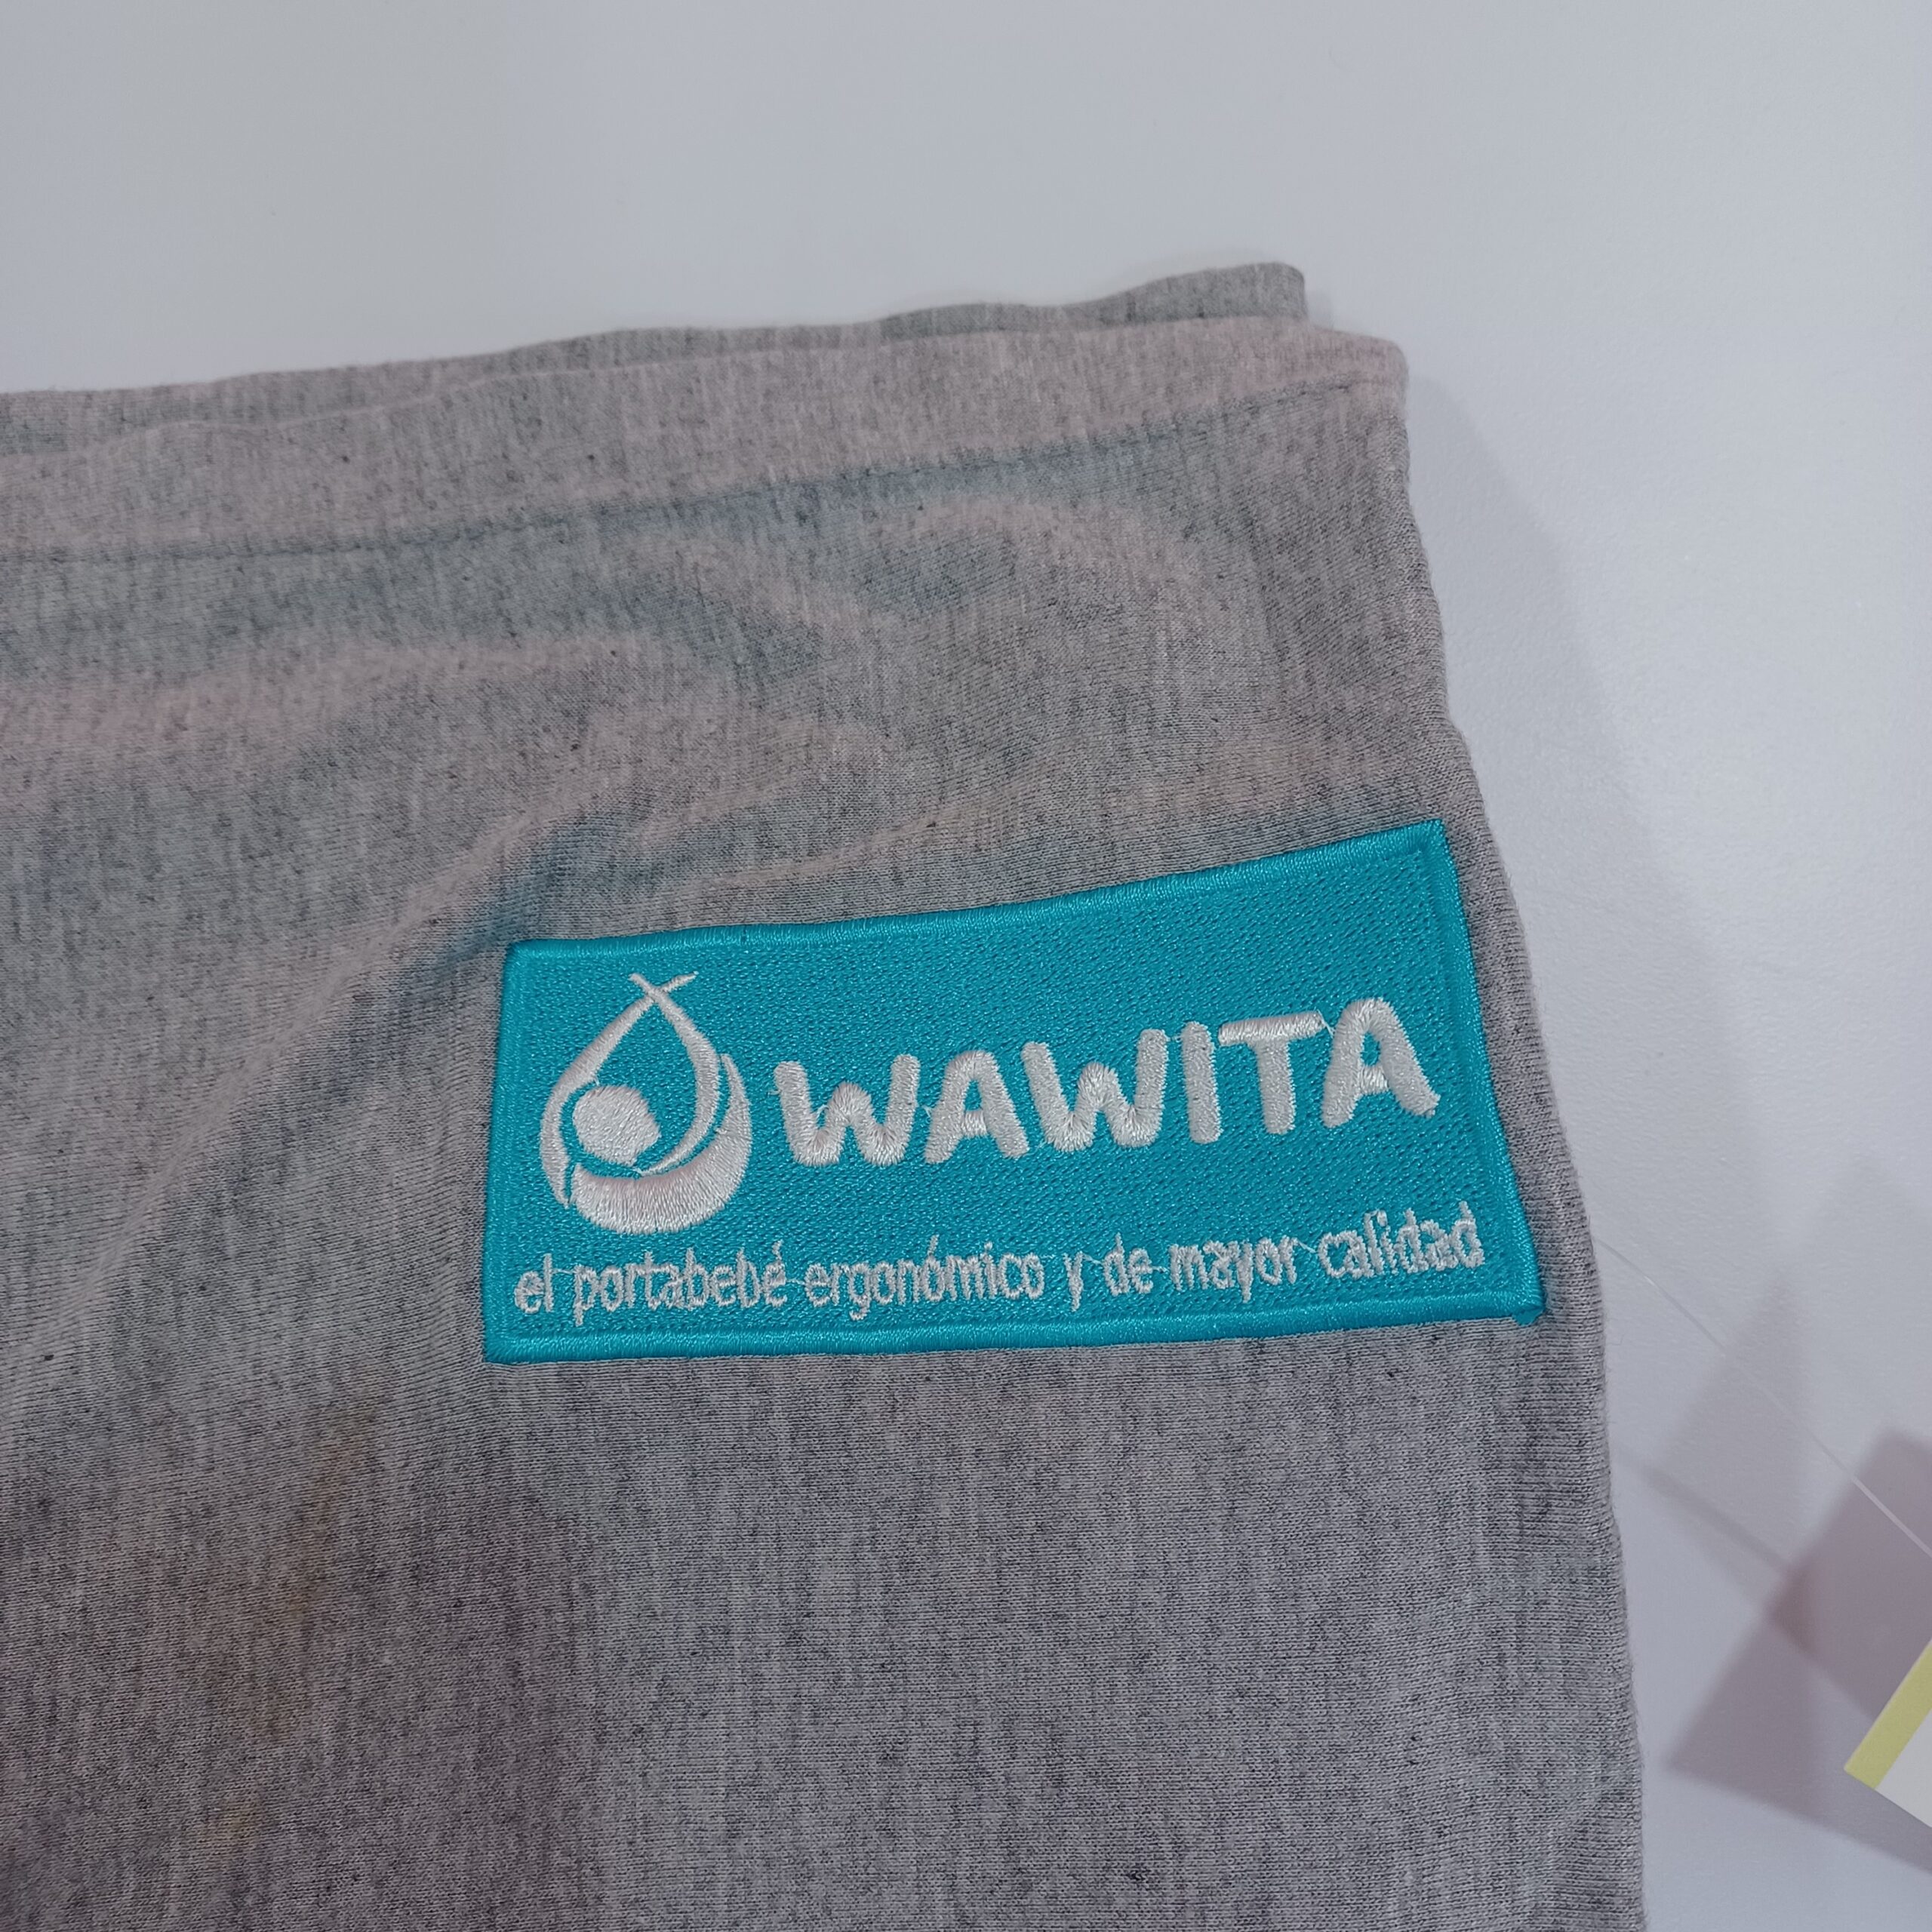 WAWITA
el portabebé ergonómico y de mayor calidad